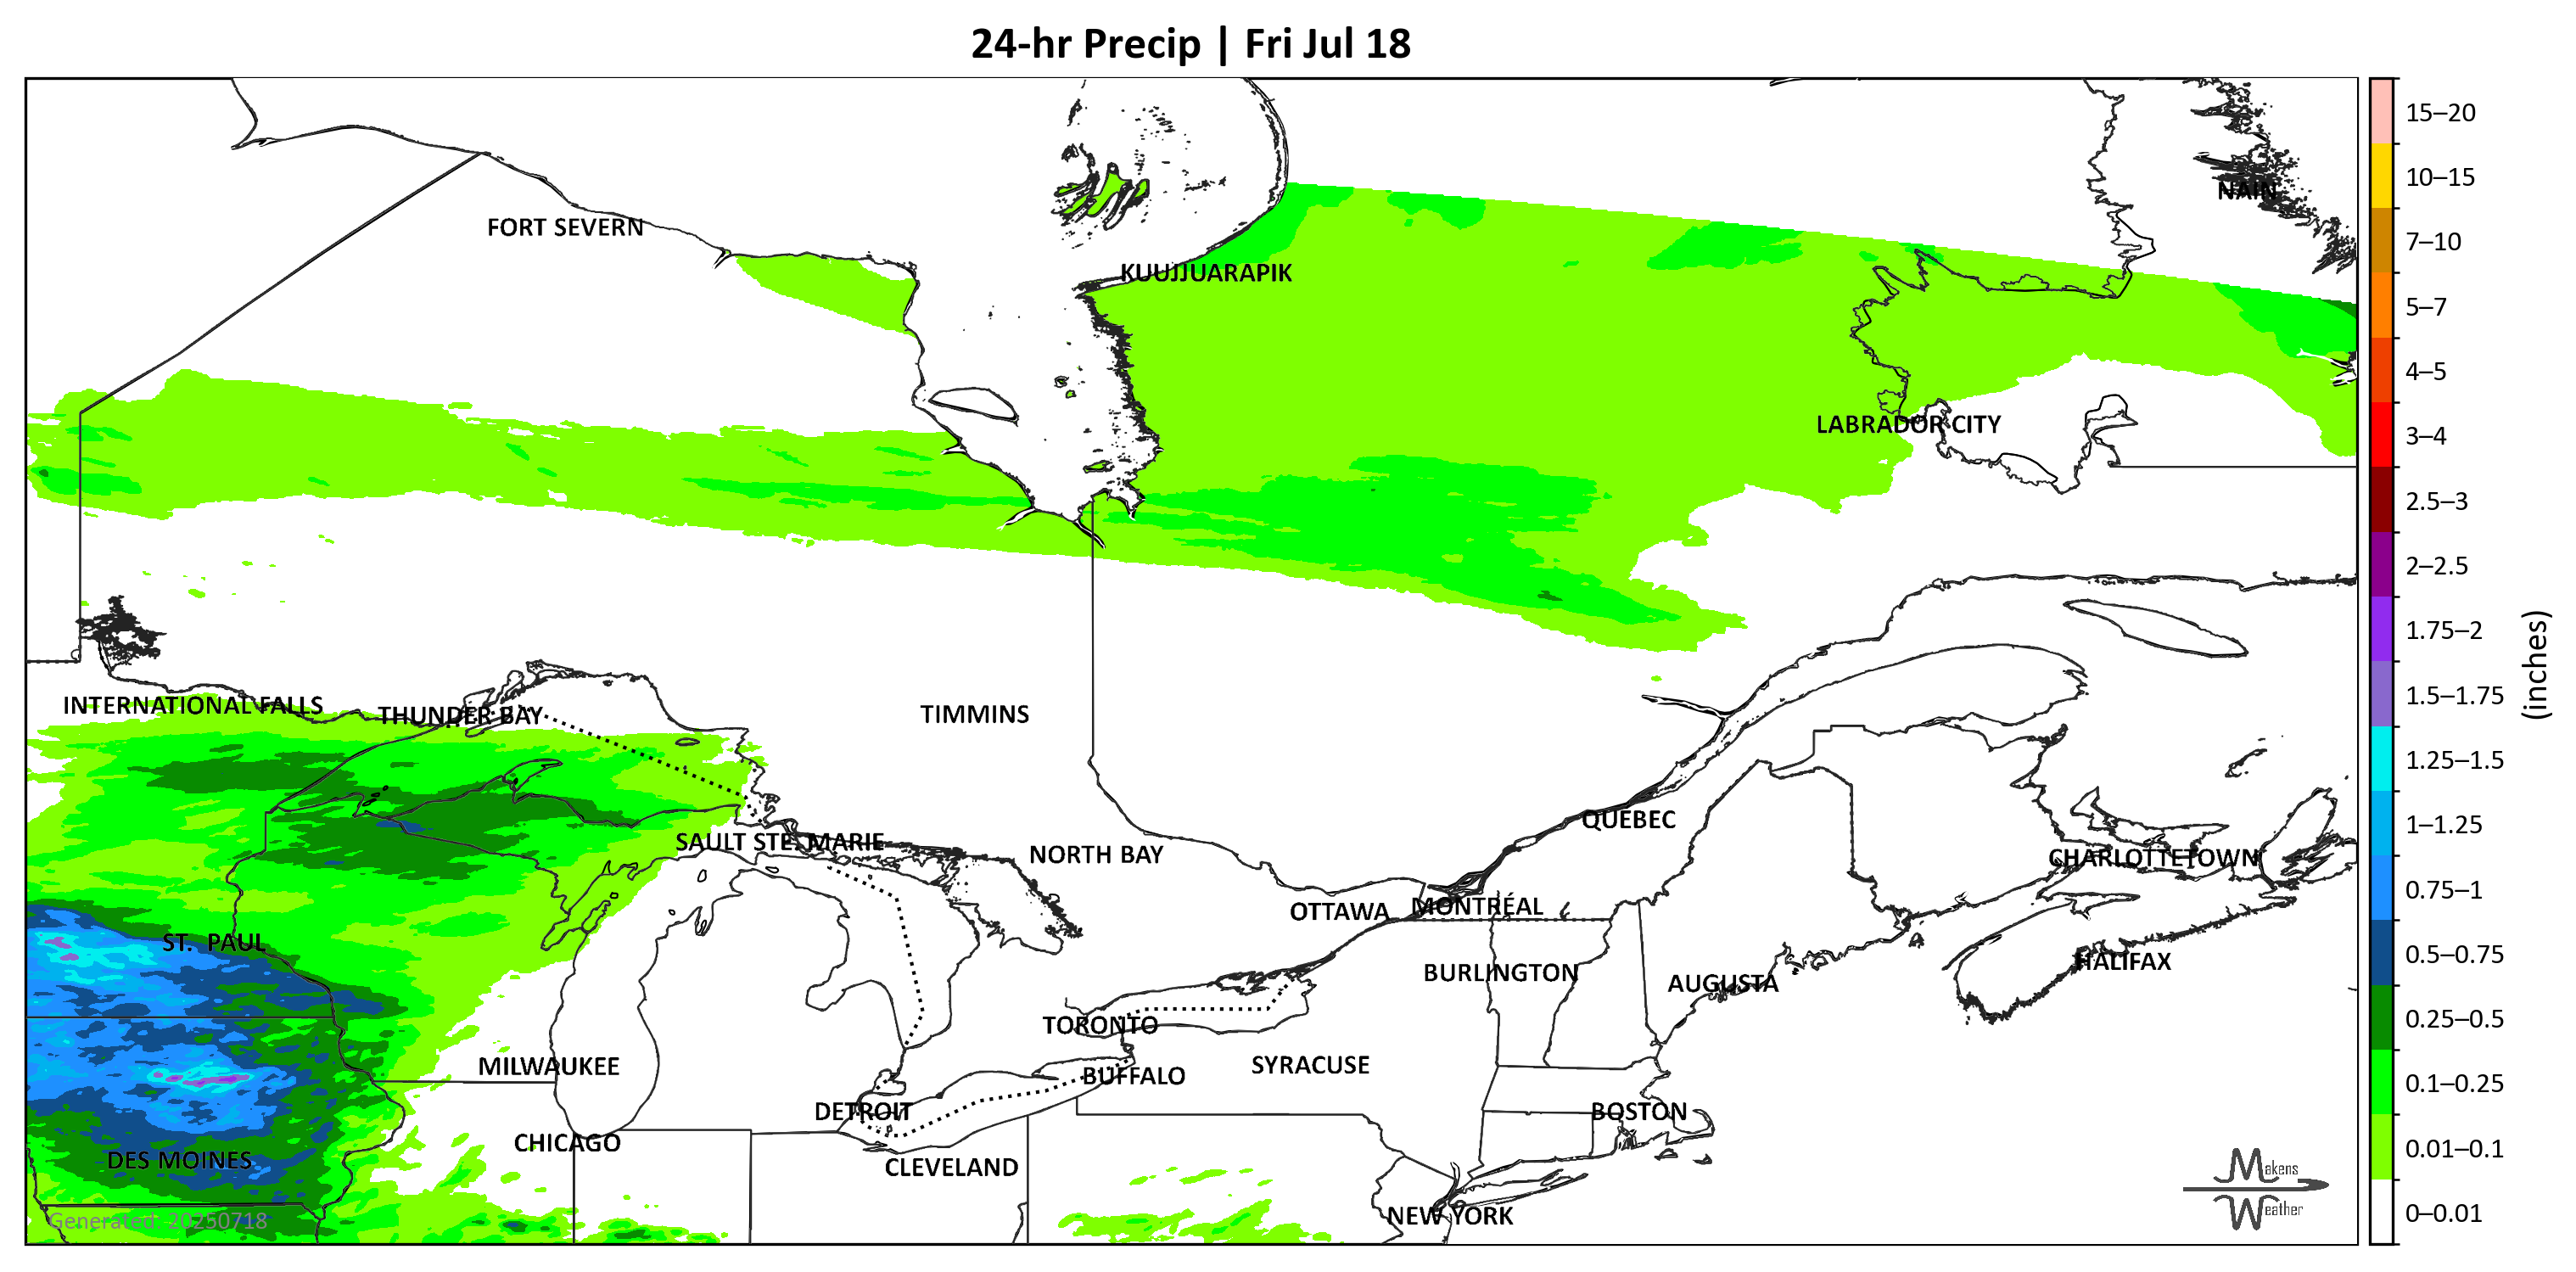 24-hr Precip | Fri Jul 18
NAIN
FORT SEVERN
KUUJJUARAPIK
LABRADOR CITY
INTERNATIONAL FALLS
THUNDER BAY
TIMMINS
QUEBEC
SAULT STE. MARIE
NORTH BAY
CHARLOTTETOWN
OTTAWA
MONTRÉAL
ST. PAUL
HALIFAX
BURLINGTON
AUGUSTA
TORONTO
MILWAUKEE
SYRACUSE
BUFFALO
DETROIT
BOSTON
CHICAGO
DES MOINES
CLEVELAND
NEW YORK
Generated: 20250718
Makens
Weather
15–20
10–15
7–10
5–7
4–5
3–4
2.5–3
2–2.5
1.75–2
1.5–1.75
1.25–1.5
1–1.25
0.75–1
0.5–0.75
0.25–0.5
0.1–0.25
0.01–0.1
0–0.01
(inches)